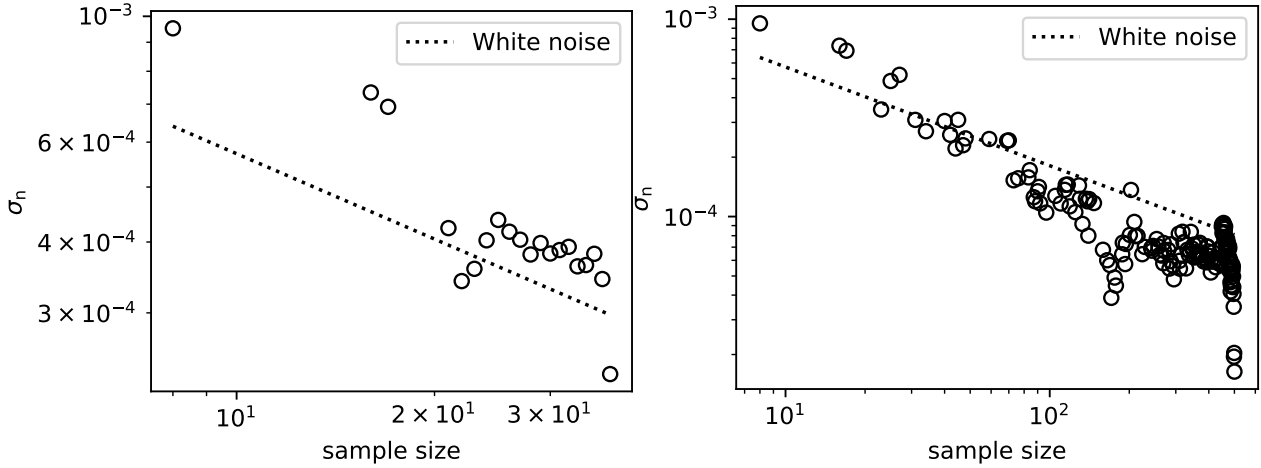 10⁻³
White noise
6 × 10⁻⁴
4 × 10⁻⁴
3 × 10⁻⁴
σₙ
10¹
2 × 10¹
3 × 10¹
sample size
10⁻³
White noise
10⁻⁴
σₙ
10¹
10²
sample size